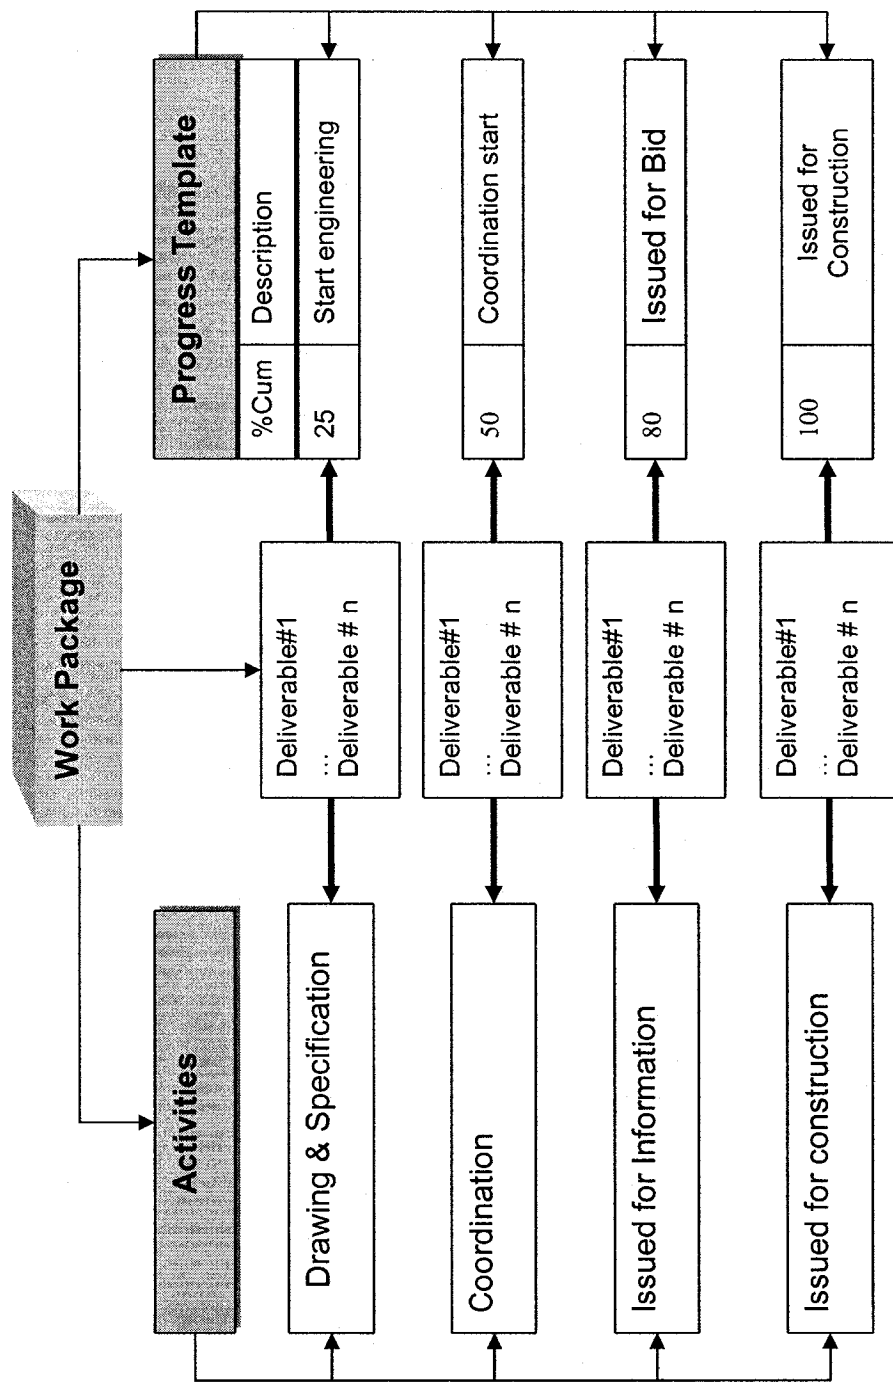 Work Package
Activities
Progress Template
%Cum
Description
Drawing & Specification
Deliverable#1
... Deliverable # n
25
Start engineering
Coordination
Deliverable#1
... Deliverable # n
50
Coordination start
Issued for Information
Deliverable#1
... Deliverable # n
80
Issued for Bid
Issued for construction
Deliverable#1
... Deliverable # n
100
Issued for
Construction